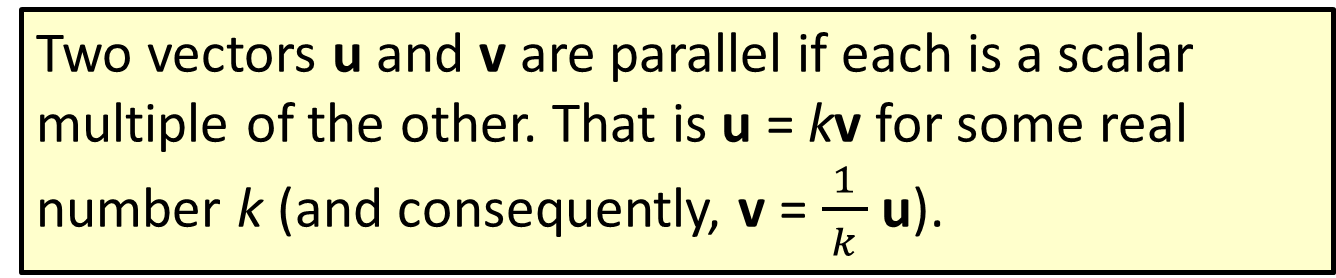 Two vectors u and v are parallel if each is a scalar
multiple of the other. That is u = kv for some real
number k (and consequently, v = 1/k u).